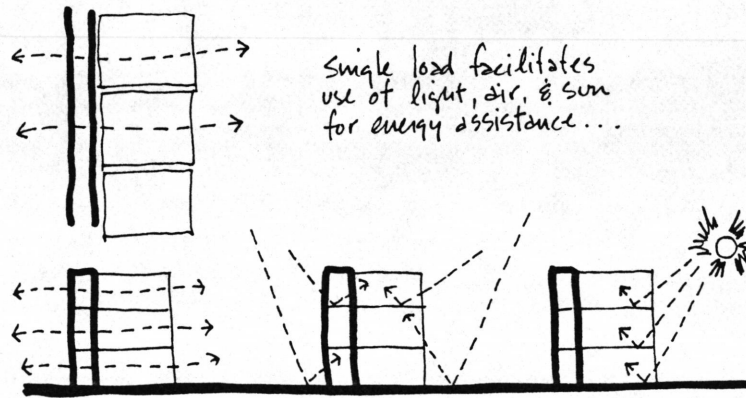 Single load facilitates
use of light, air, & sun
for energy assistance...